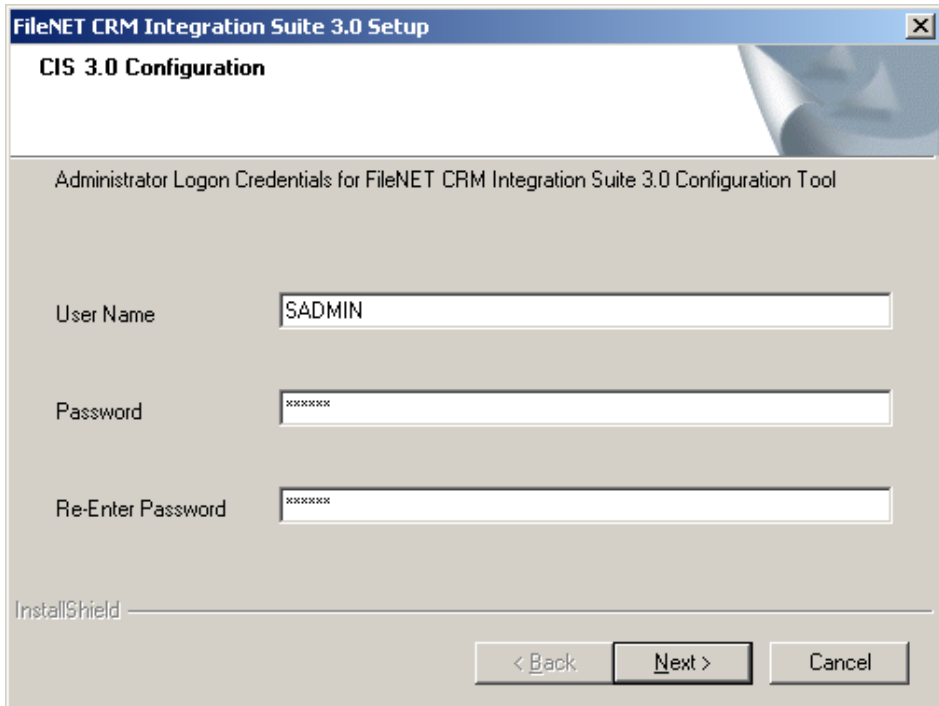 FileNET CRM Integration Suite 3.0 Setup
CIS 3.0 Configuration
Administrator Logon Credentials for FileNET CRM Integration Suite 3.0 Configuration Tool
User Name
SADMIN
Password
××××××
Re-Enter Password
××××××
InstallShield
< Back
Next >
Cancel